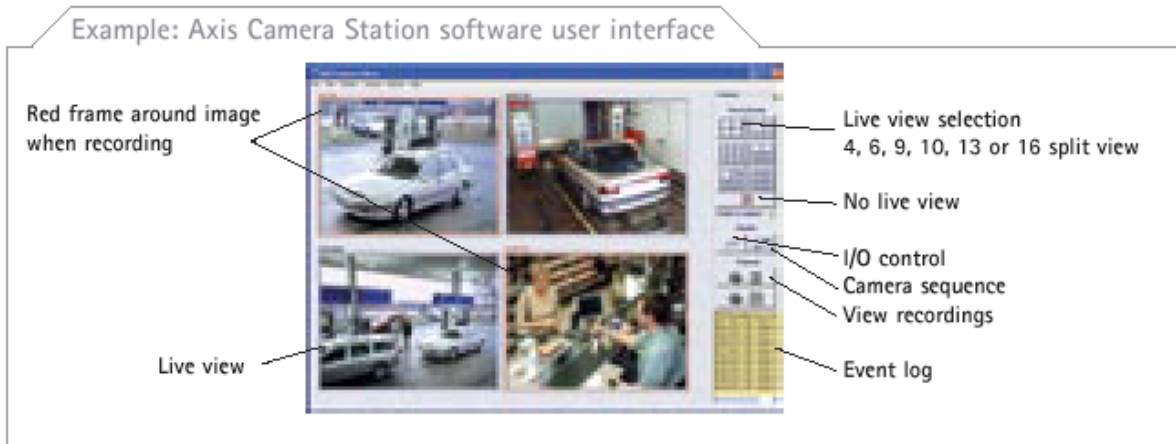 Example: Axis Camera Station software user interface
Red frame around image
when recording
Live view selection
4, 6, 9, 10, 13 or 16 split view
No live view
I/O control
Camera sequence
View recordings
Live view
Event log